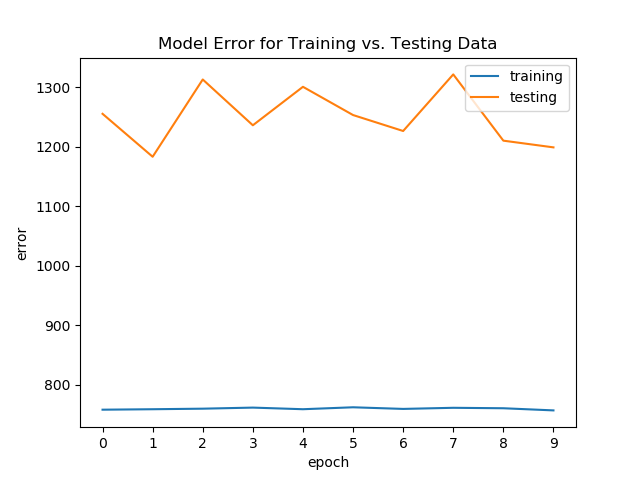 Model Error for Training vs. Testing Data
training
testing
1300
1200
1100
1000
900
800
error
0 1 2 3 4 5 6 7 8 9
epoch